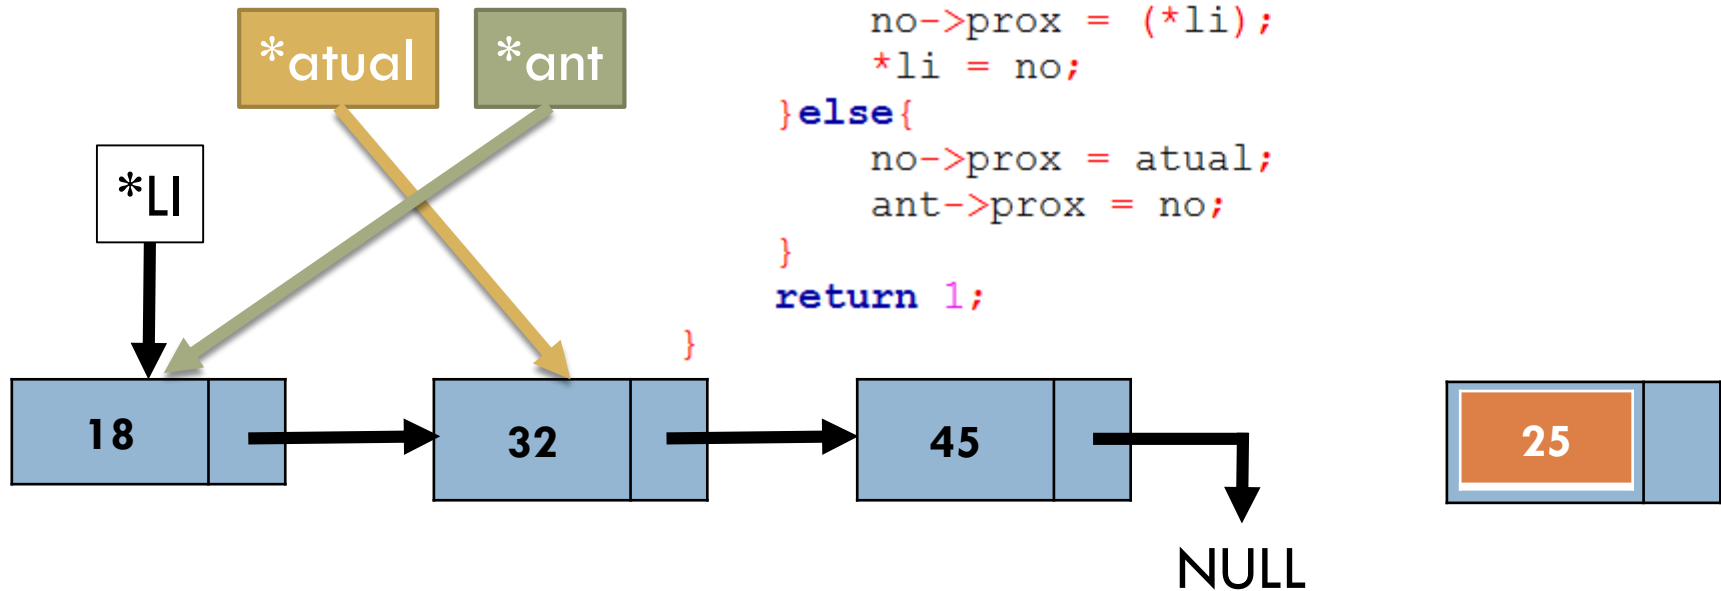 *atual
*ant
*LI
no->prox = (*li);
*li = no;
}else{
no->prox = atual;
ant->prox = no;
}
return 1;
}
18
32
45
25
NULL